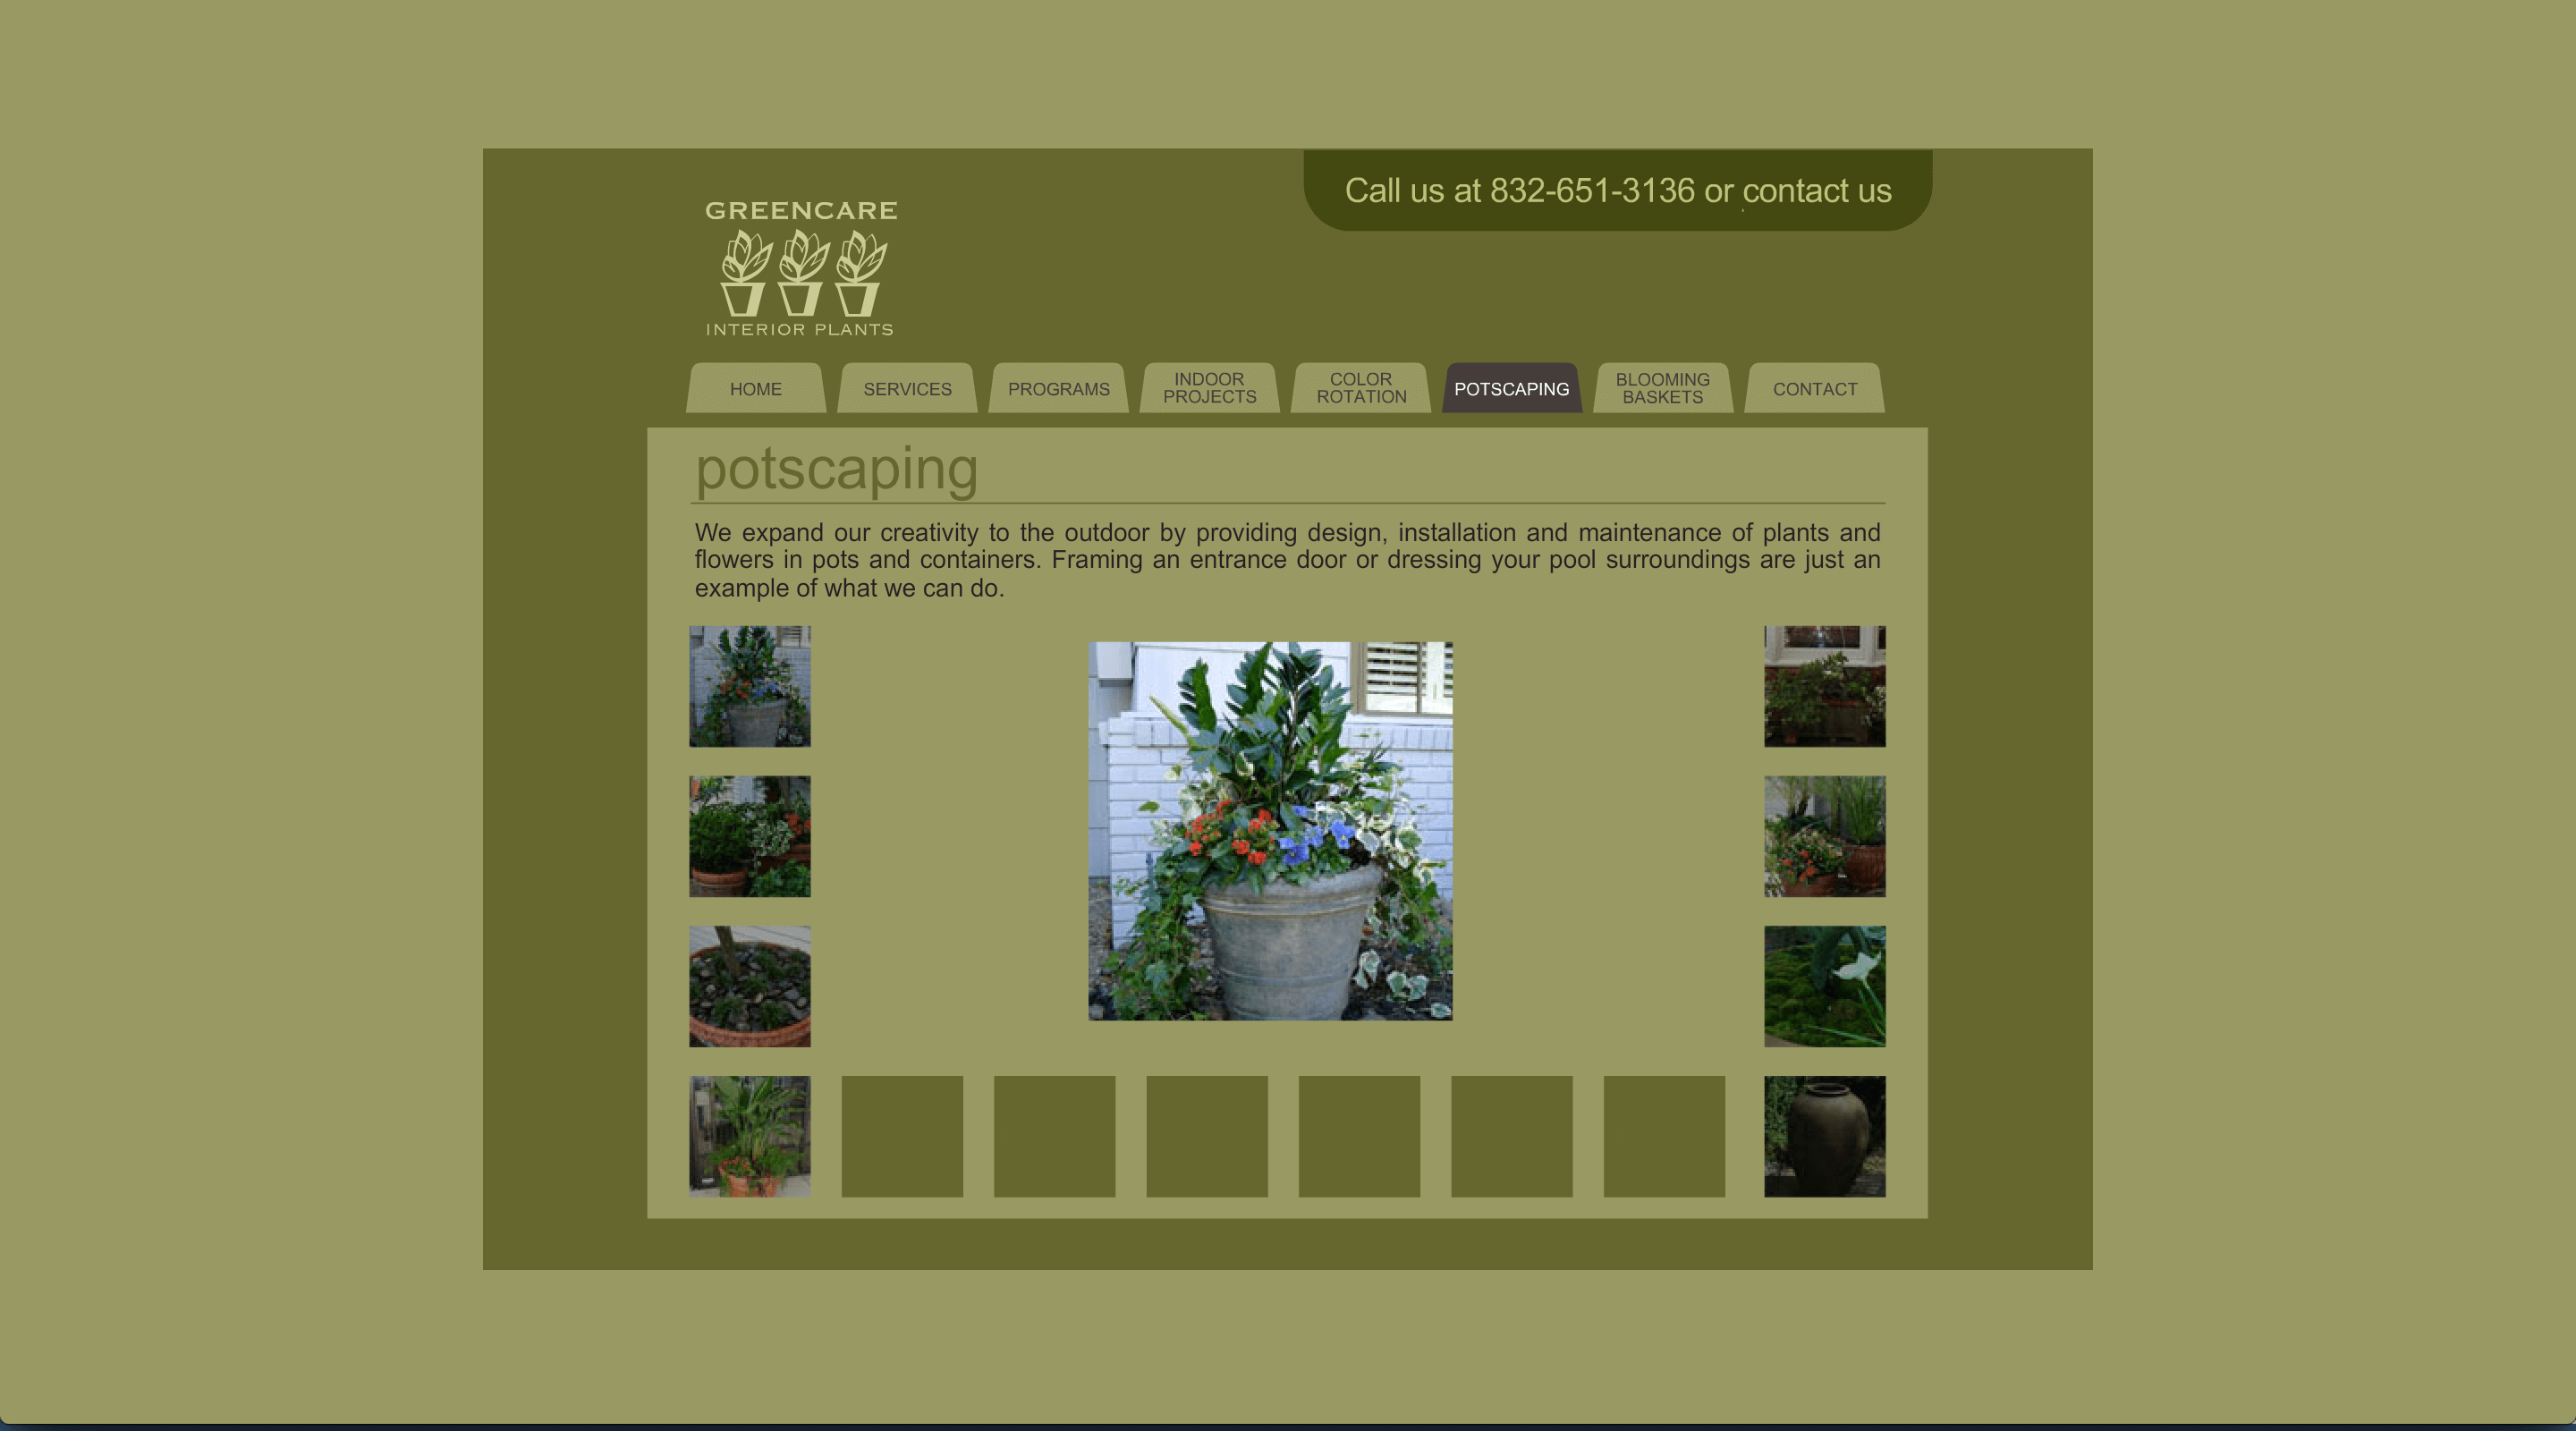 Call us at 832-651-3136 or contact us
GREENCARE
INTERIOR PLANTS
HOME
SERVICES
PROGRAMS
INDOOR
PROJECTS
COLOR
ROTATION
POTSCAPING
BLOOMING
BASKETS
CONTACT
potscaping
We expand our creativity to the outdoor by providing design, installation and maintenance of plants and
flowers in pots and containers. Framing an entrance door or dressing your pool surroundings are just an
example of what we can do.